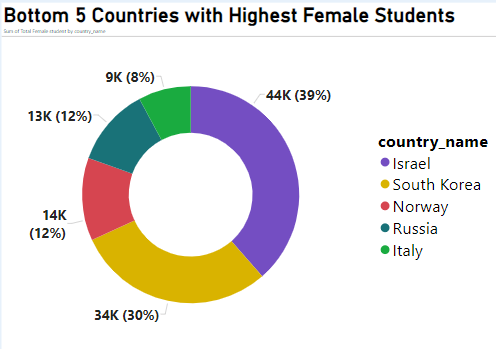 Bottom 5 Countries with Highest Female Students
Sum of Total Female student by country_name
9K (8%)
44K (39%)
13K (12%)
14K
(12%)
34K (30%)
country_name
Israel
South Korea
Norway
Russia
Italy